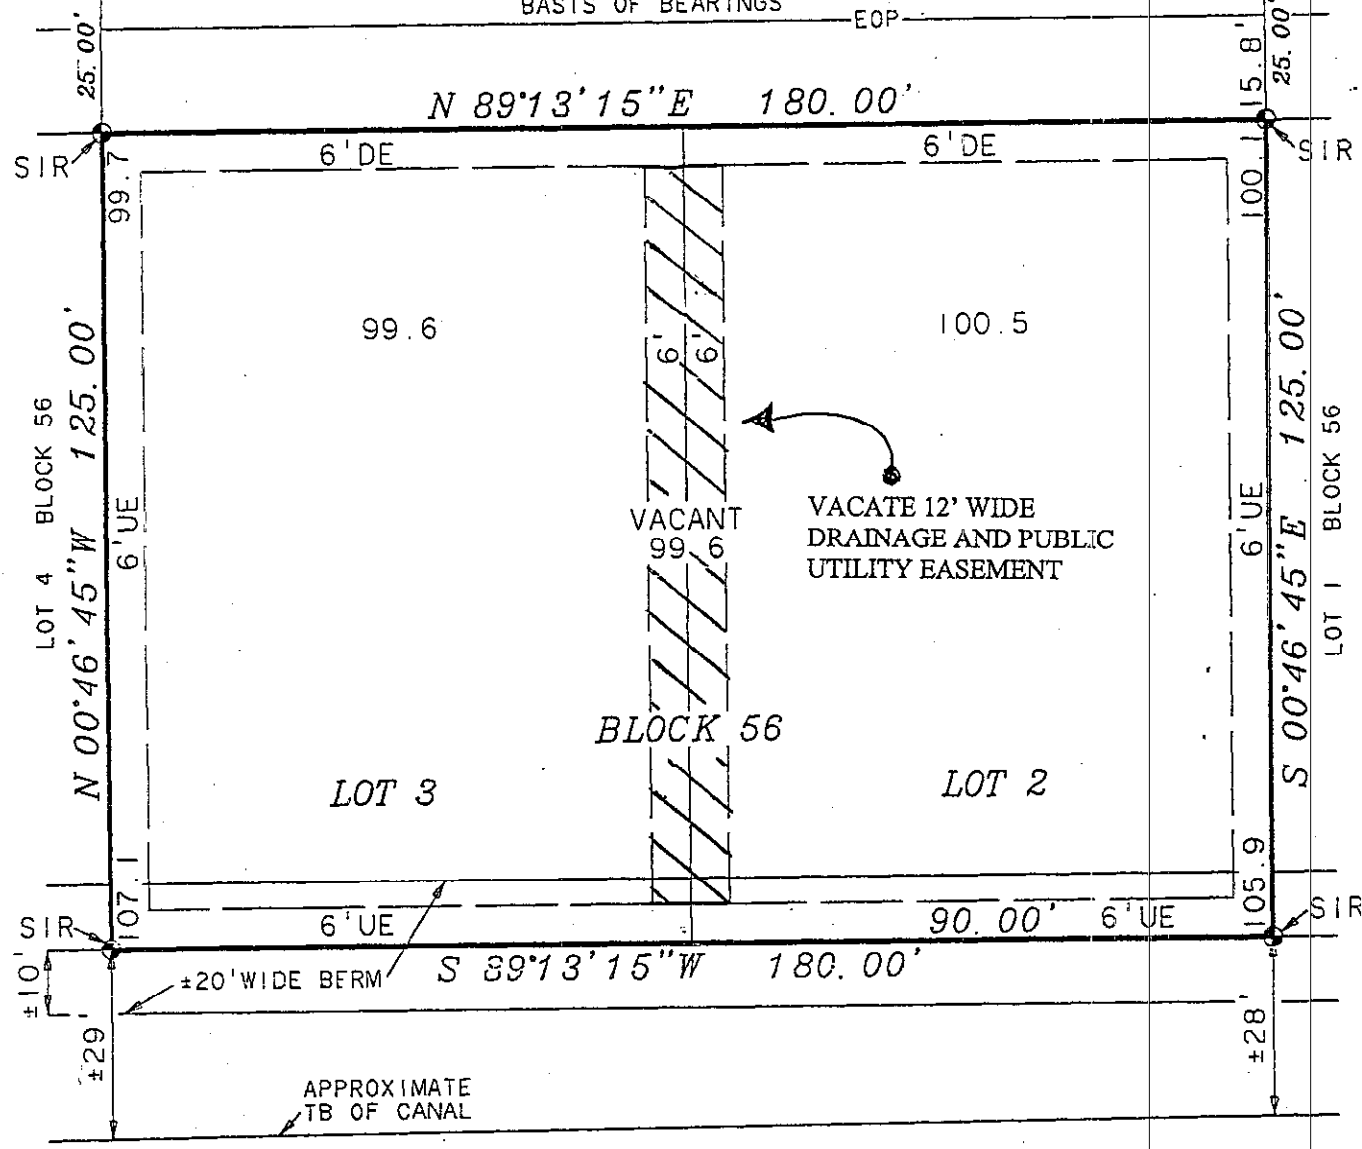 BASIS OF BEARINGS
EOP
25.00'
15.8'
25.00'
N 89°13'15"E 180.00'
SIR
SIR
6'DE
6'DE
99.7
100.1
99.6
100.5
6' 6'
LOT 4 BLOCK 56
N 00°46'45"W 125.00'
6'UE
6'UE
S 00°46'45"E 125.00'
LOT 1 BLOCK 56
VACANT
99.6
VACATE 12' WIDE
DRAINAGE AND PUBLIC
UTILITY EASEMENT
BLOCK 56
LOT 3
LOT 2
107.1
105.9
SIR
SIR
6'UE
90.00' 6'UE
S 89°13'15"W 180.00'
±20'WIDE BERM
±10'
±29'
±28'
APPROXIMATE
TB OF CANAL